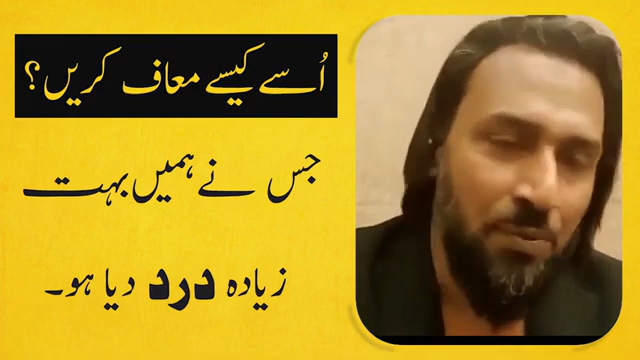 اُسے کیسے معاف کریں؟
جس نے ہمیں بہت
زیادہ درد دیا ہو۔